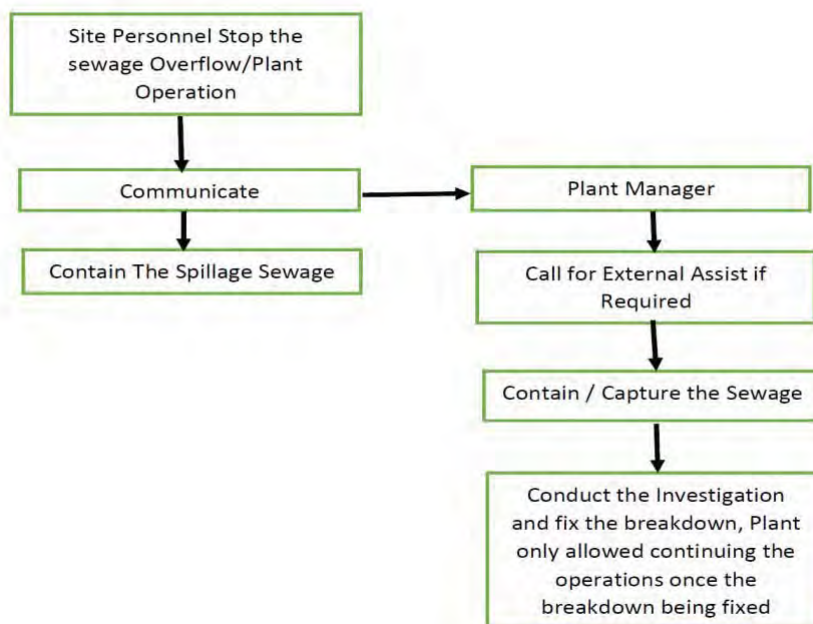 Site Personnel Stop the
sewage Overflow/Plant
Operation
Communicate
Contain The Spillage Sewage
Plant Manager
Call for External Assist if
Required
Contain / Capture the Sewage
Conduct the Investigation
and fix the breakdown, Plant
only allowed continuing the
operations once the
breakdown being fixed